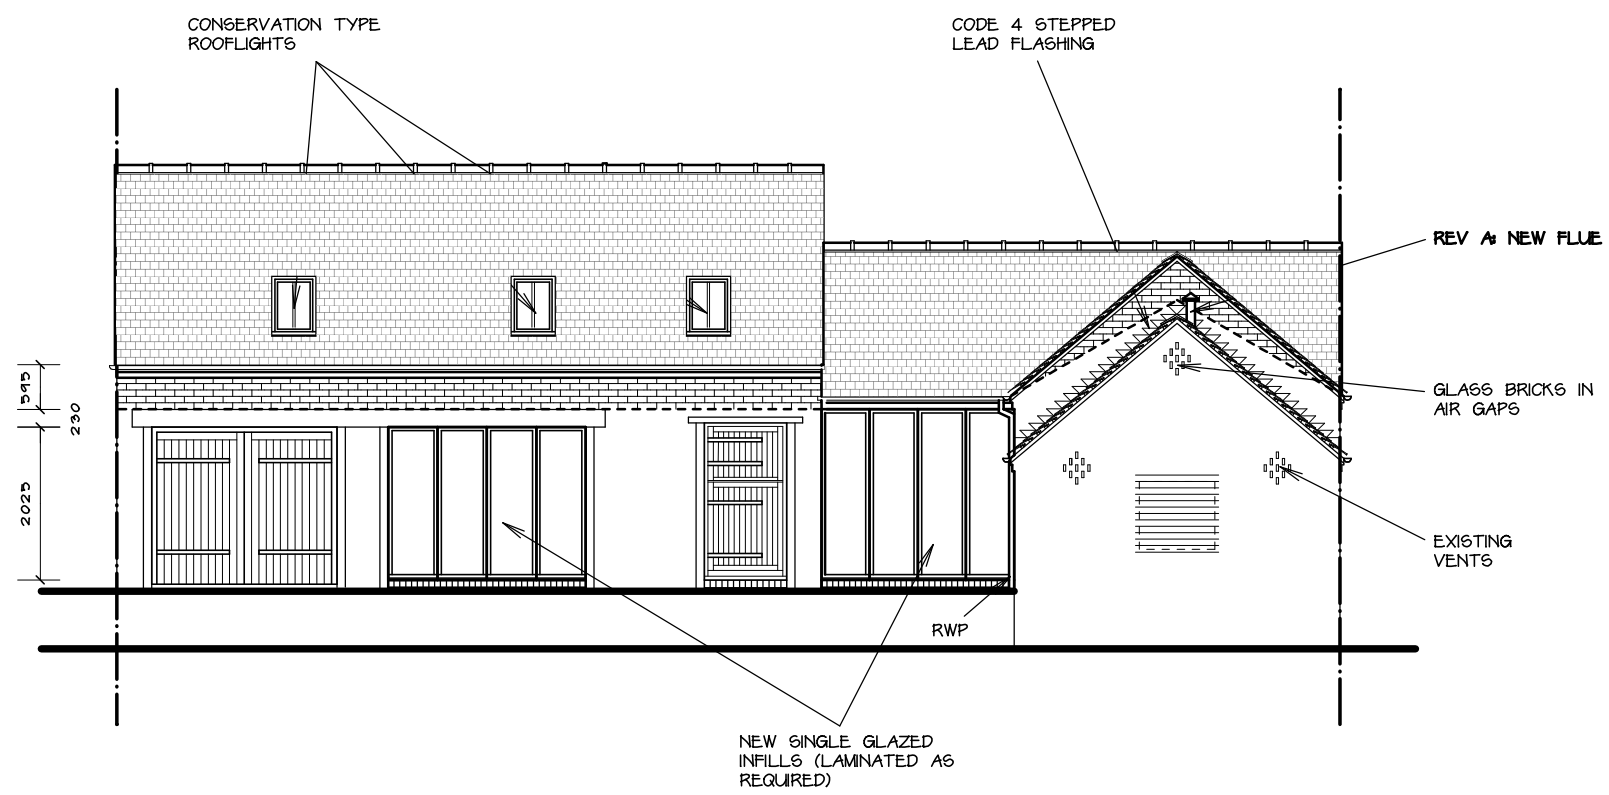 CONSERVATION TYPE
ROOFLIGHTS
CODE 4 STEPPED
LEAD FLASHING
REV A: NEW FLUE
595
230
GLASS BRICKS IN
AIR GAPS
2025
EXISTING
VENTS
RWP
NEW SINGLE GLAZED
INFILLS (LAMINATED AS
REQUIRED)